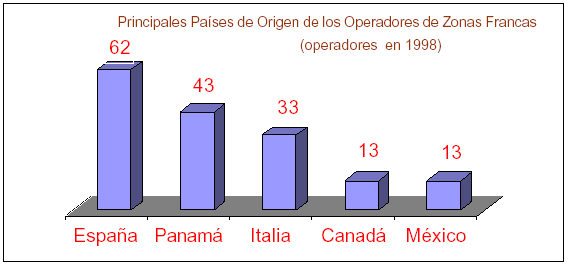 Principales Países de Origen de los Operadores de Zonas Francas
(operadores en 1998)
62
43
33
13
13
España
Panamá
Italia
Canadá
México